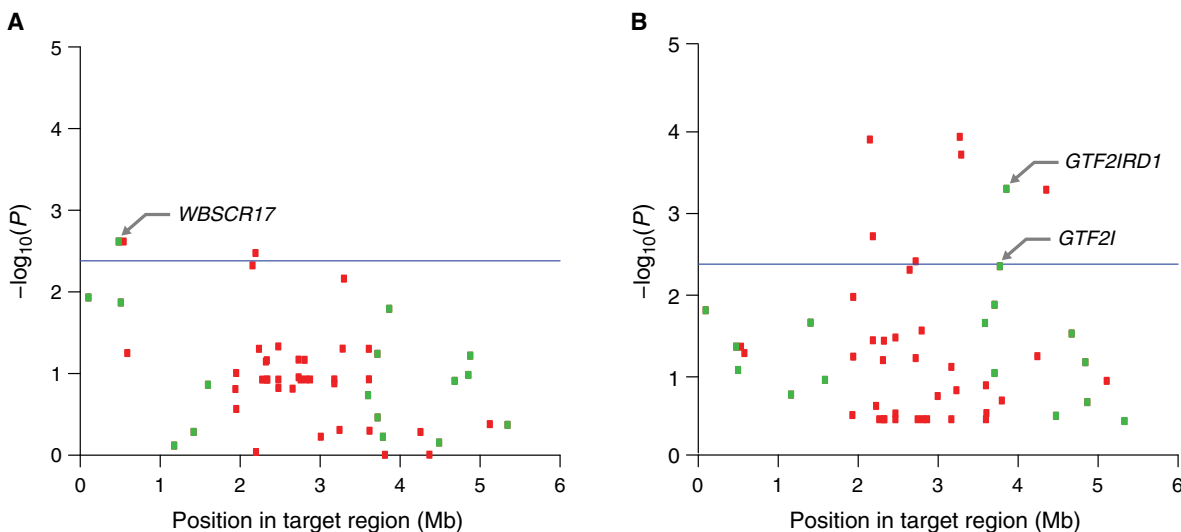 A
5
4
3
2
1
0
−log10(P)
WBSCR17
0 1 2 3 4 5 6
Position in target region (Mb)
B
5
4
3
2
1
0
−log10(P)
GTF2IRD1
GTF2I
0 1 2 3 4 5 6
Position in target region (Mb)